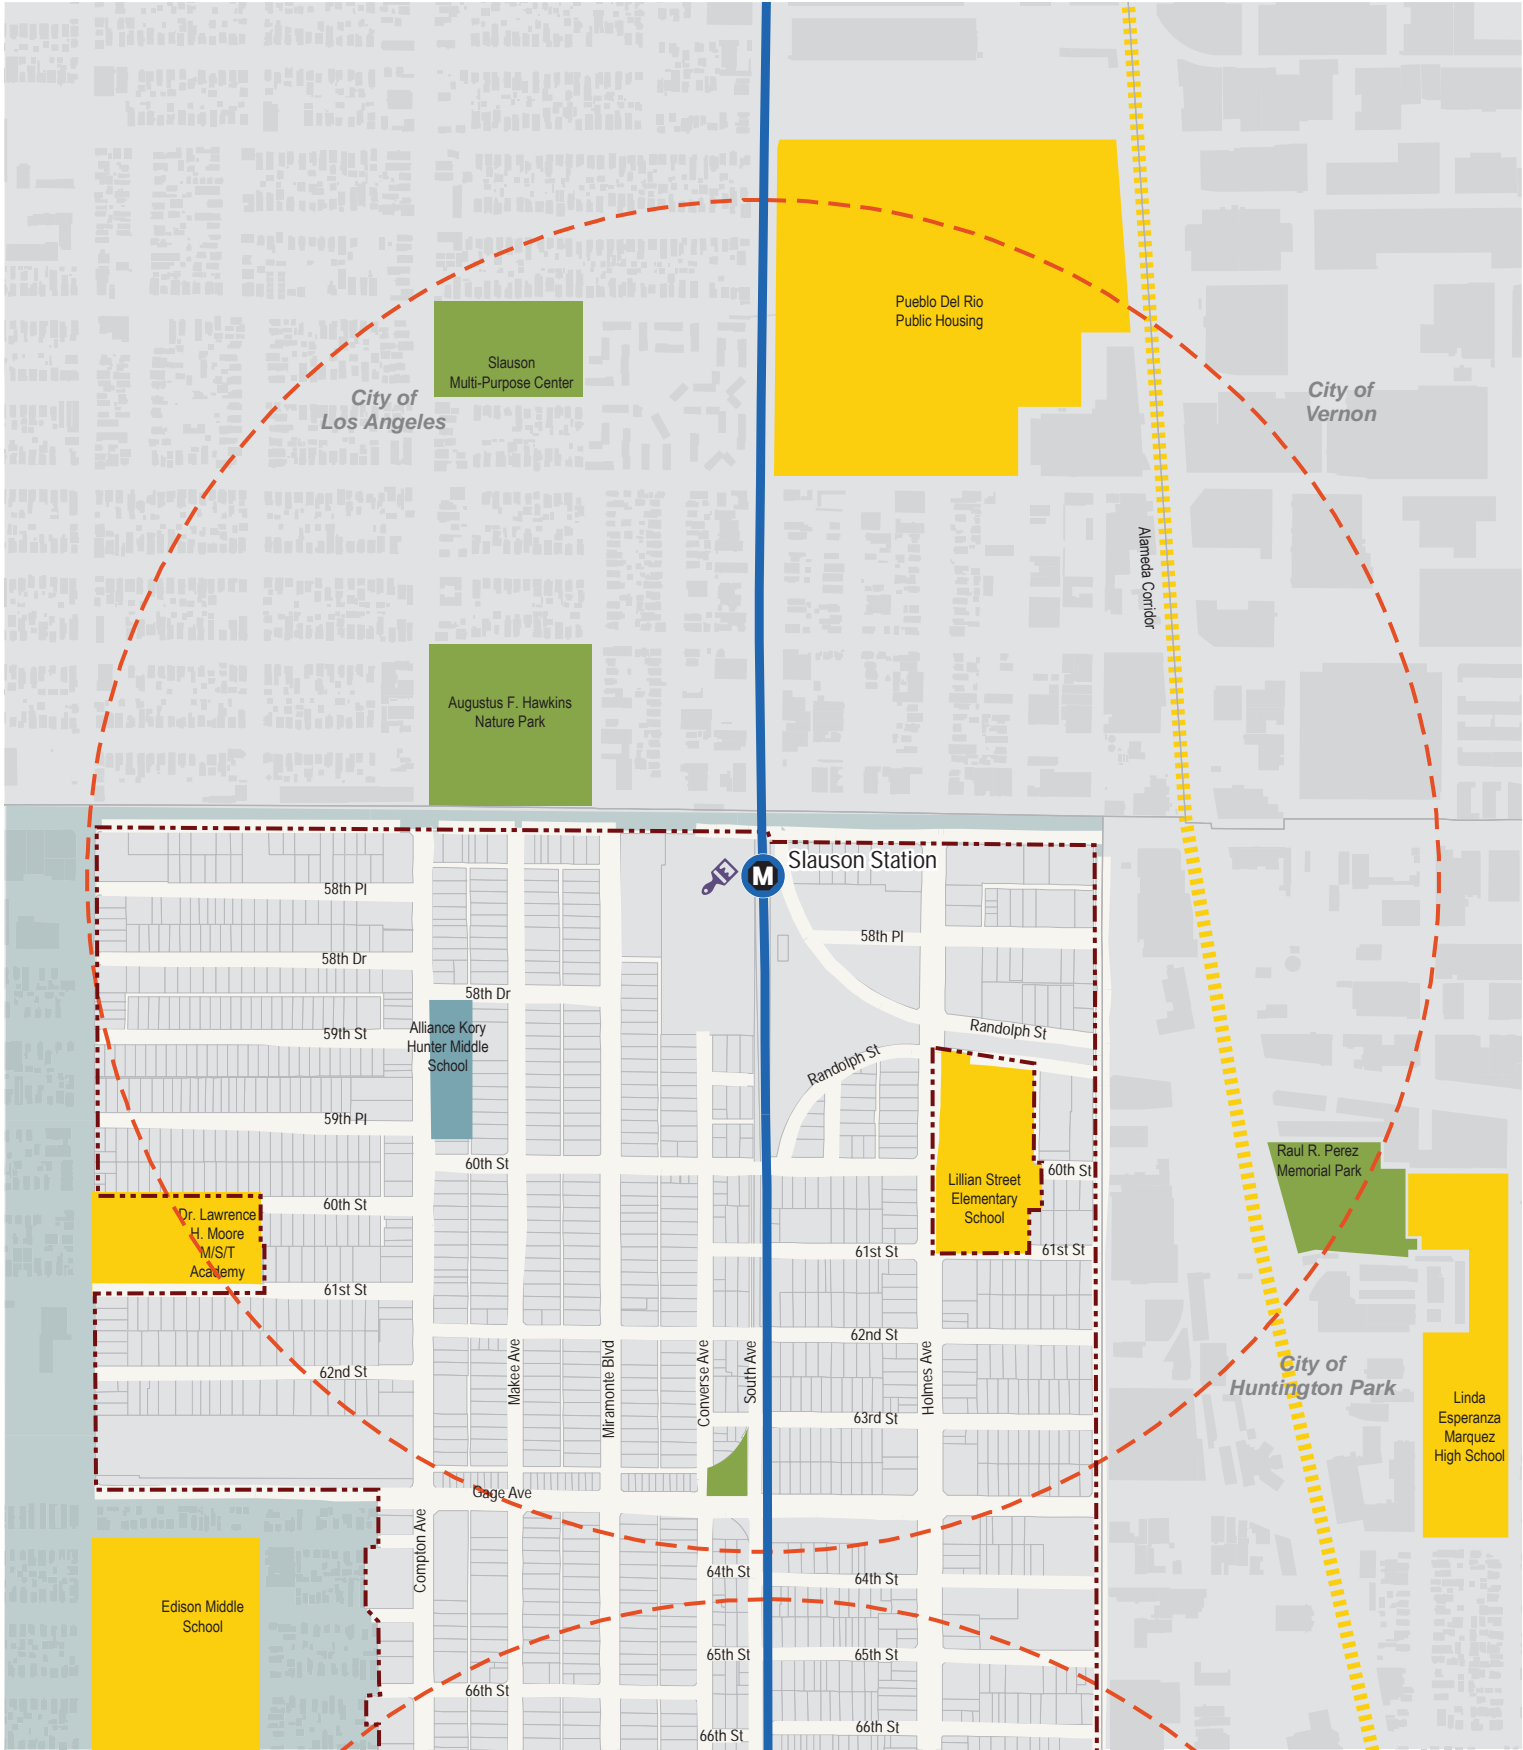 Pueblo Del Rio
Public Housing
Slauson
Multi-Purpose Center
City of
Los Angeles
City of
Vernon
Alameda Corridor
Augustus F. Hawkins
Nature Park
M
Slauson Station
58th Pl
58th Pl
58th Dr
58th Dr
59th St
Alliance Kory
Hunter Middle
School
Randolph St
Randolph St
59th Pl
60th St
60th St
60th St
Lillian Street
Elementary
School
Raul R. Perez
Memorial Park
Dr. Lawrence
H. Moore
M/S/T
Academy
61st St
61st St
61st St
62nd St
62nd St
Makee Ave
Miramonte Blvd
Converse Ave
South Ave
Holmes Ave
City of
Huntington Park
63rd St
Linda
Esperanza
Marquez
High School
Gage Ave
Compton Ave
64th St
64th St
Edison Middle
School
65th St
65th St
66th St
66th St
66th St